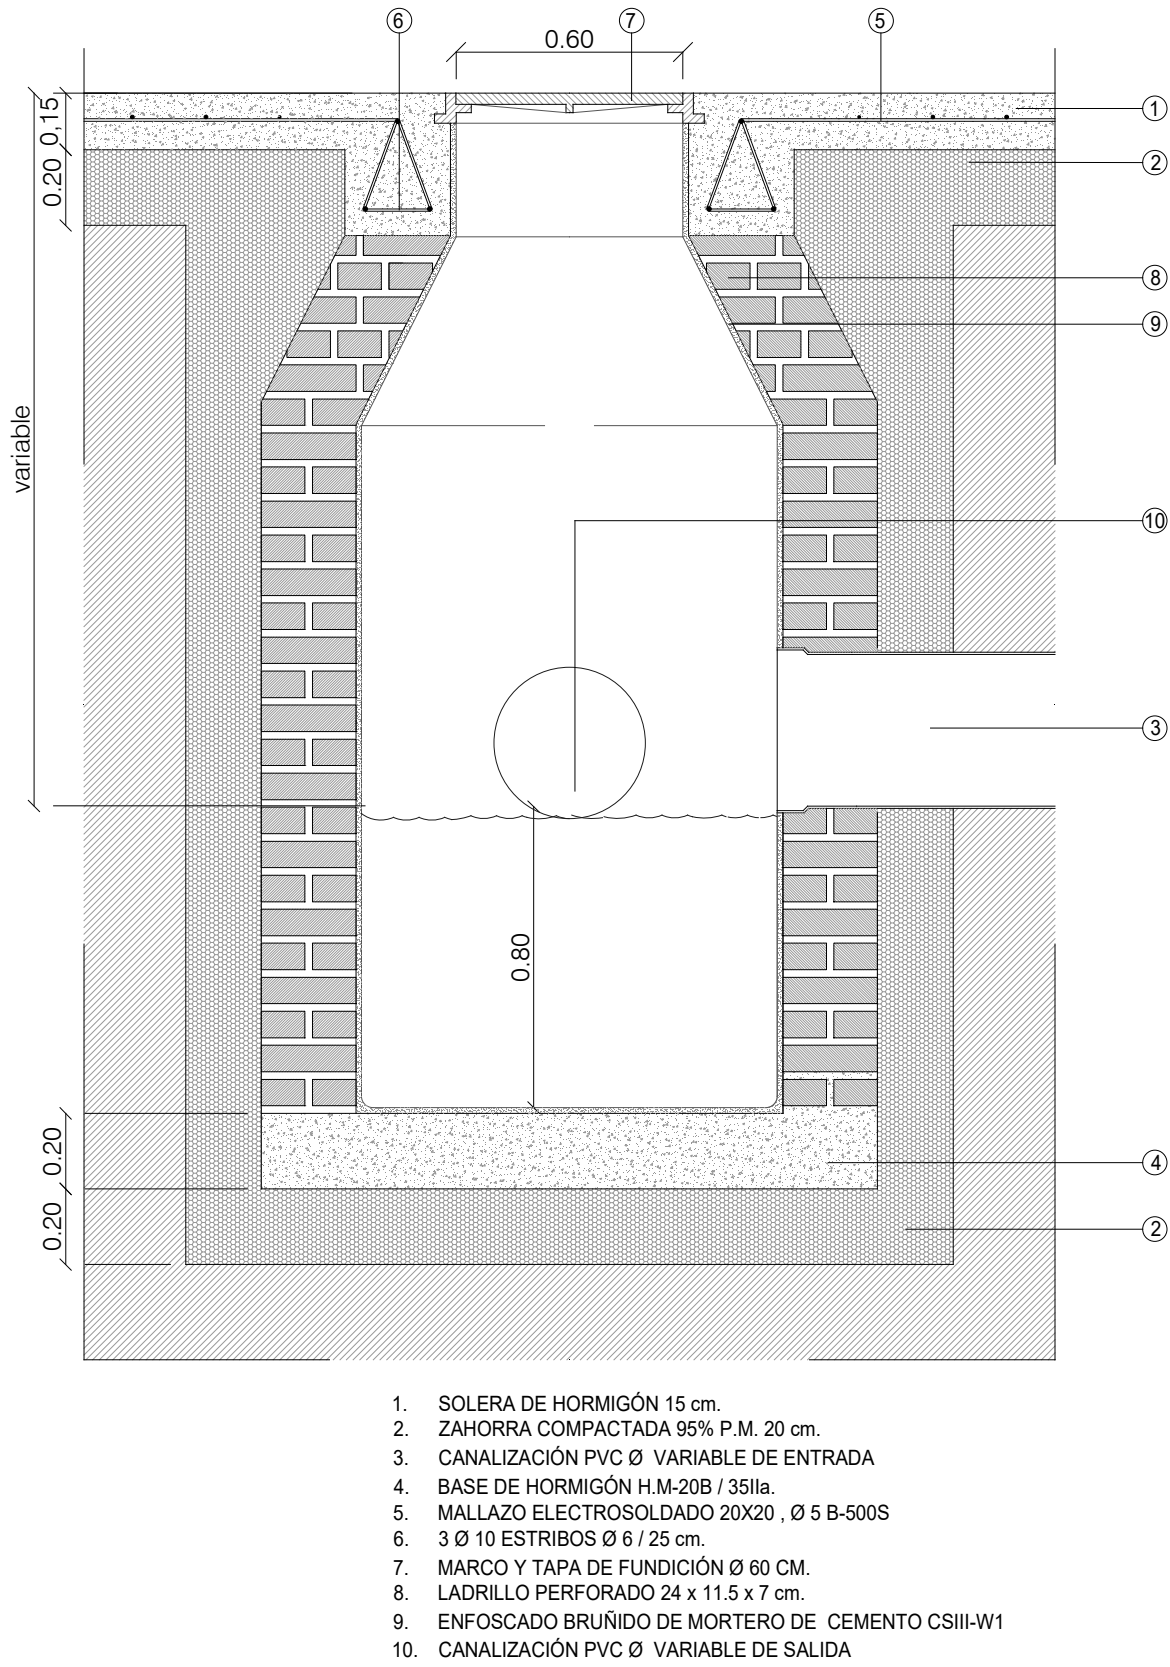 6
7
5
0.60
0,15
1
0.20
2
8
9
variable
10
3
0.80
0.20
4
0.20
2
1. SOLERA DE HORMIGÓN 15 cm.
2. ZAHORRA COMPACTADA 95% P.M. 20 cm.
3. CANALIZACIÓN PVC Ø VARIABLE DE ENTRADA
4. BASE DE HORMIGÓN H.M-20B / 35IIa.
5. MALLAZO ELECTROSOLDADO 20X20 , Ø 5 B-500S
6. 3 Ø 10 ESTRIBOS Ø 6 / 25 cm.
7. MARCO Y TAPA DE FUNDICIÓN Ø 60 CM.
8. LADRILLO PERFORADO 24 x 11.5 x 7 cm.
9. ENFOSCADO BRUÑIDO DE MORTERO DE CEMENTO CSIII-W1
10. CANALIZACIÓN PVC Ø VARIABLE DE SALIDA